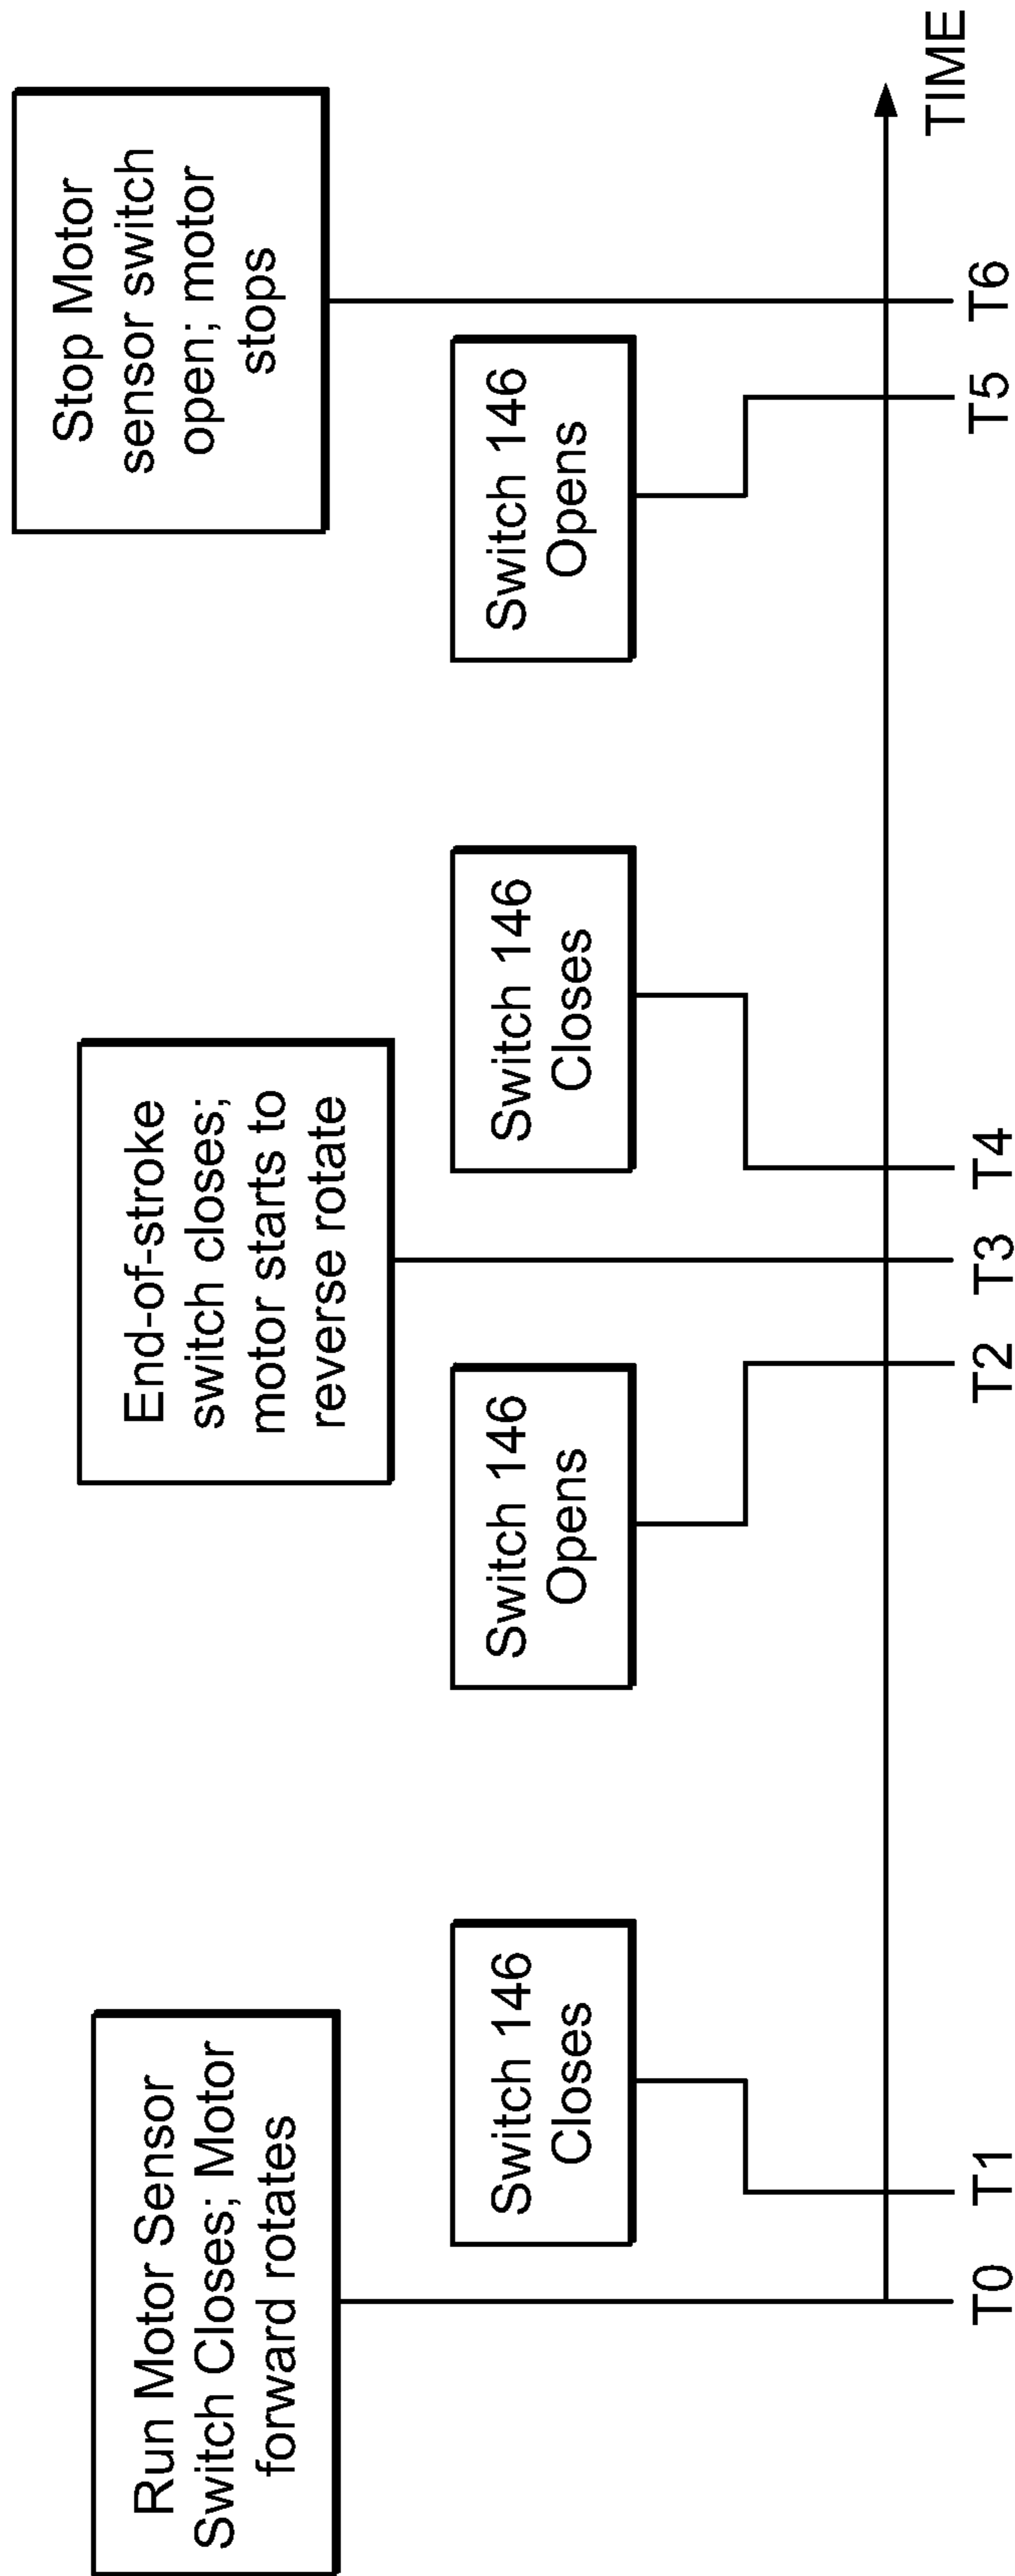 Run Motor Sensor
Switch Closes; Motor
forward rotates
Switch 146
Closes
Switch 146
Opens
End-of-stroke
switch closes;
motor starts to
reverse rotate
Switch 146
Closes
Switch 146
Opens
Stop Motor
sensor switch
open; motor
stops
T0
T1
T2
T3
T4
T5
T6
TIME